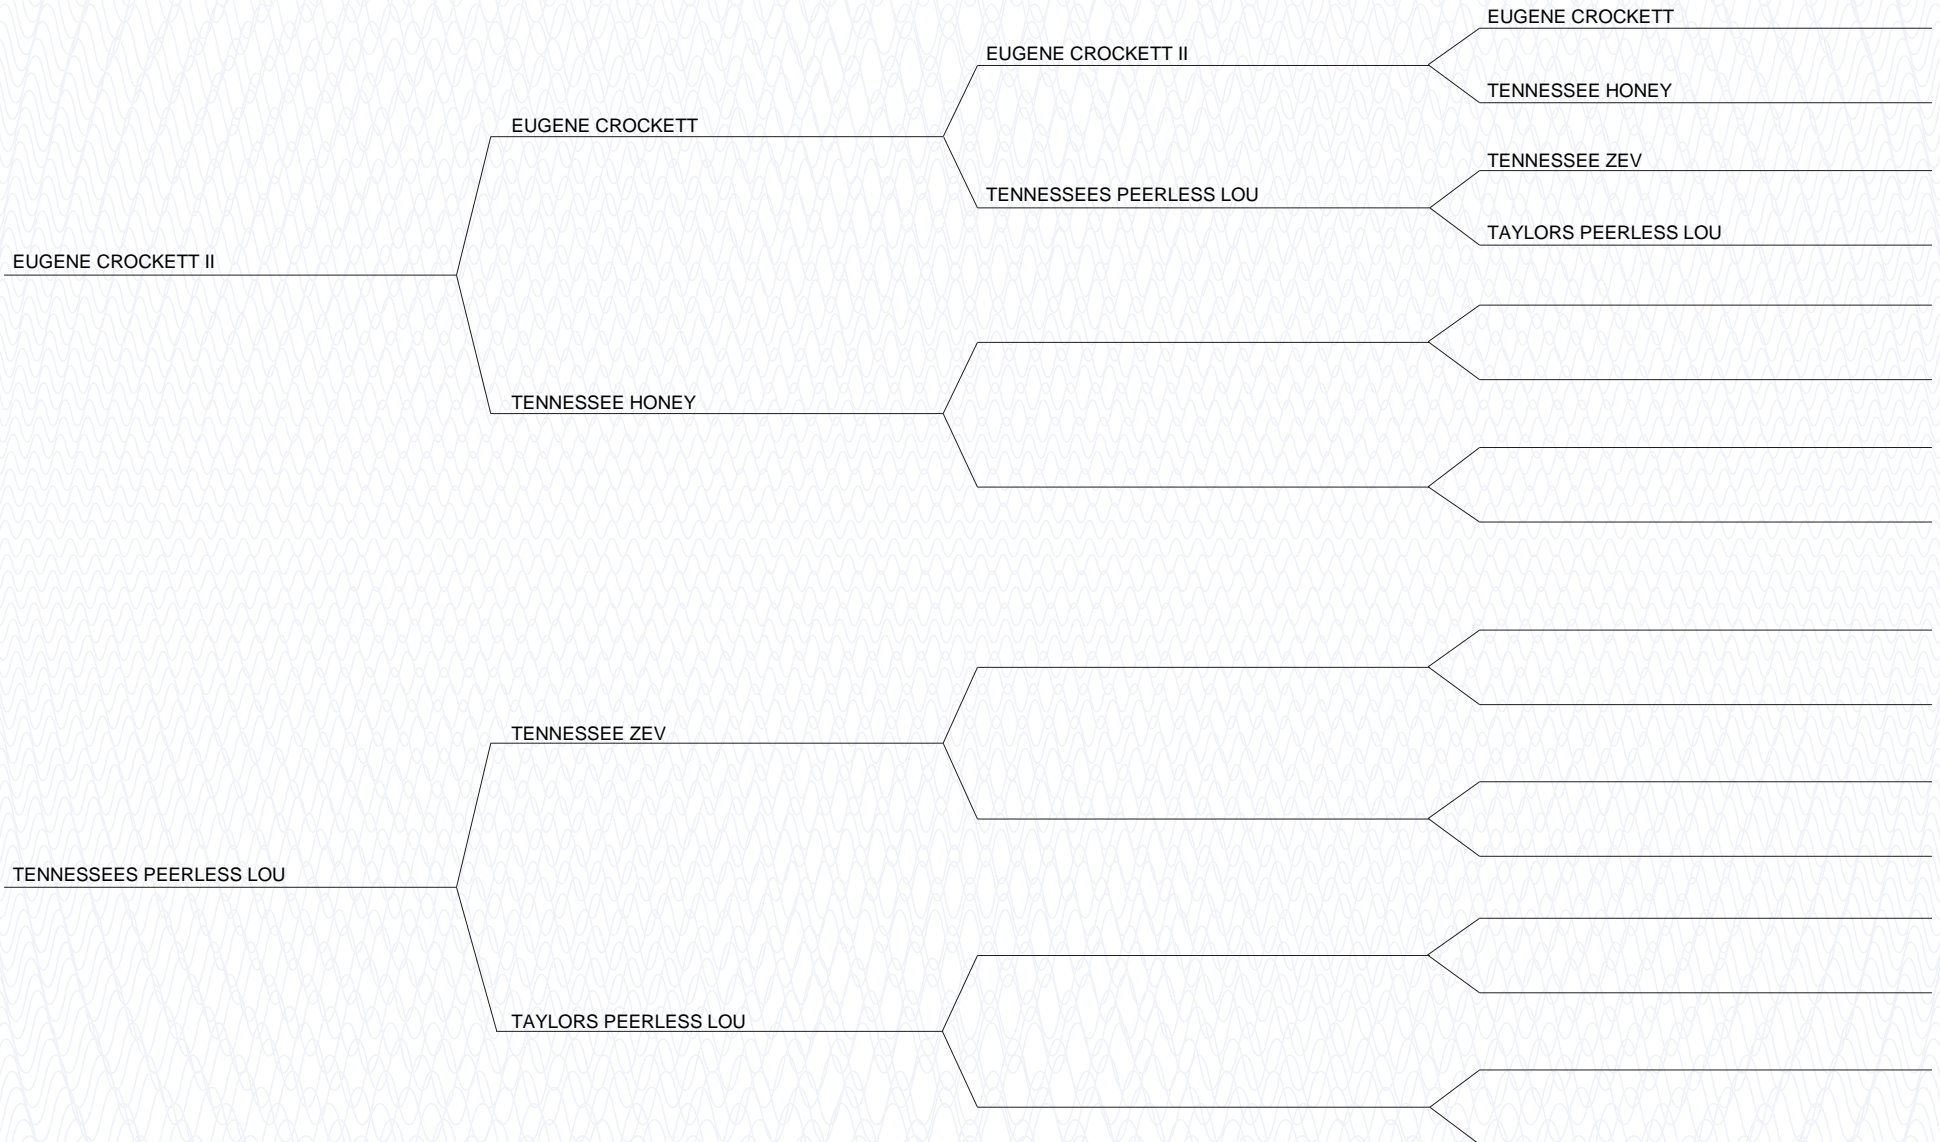 EUGENE CROCKETT
EUGENE CROCKETT II
TENNESSEE HONEY
EUGENE CROCKETT
TENNESSEE ZEV
TENNESSEES PEERLESS LOU
TAYLORS PEERLESS LOU
EUGENE CROCKETT II
TENNESSEE HONEY
TENNESSEE ZEV
TENNESSEES PEERLESS LOU
TAYLORS PEERLESS LOU